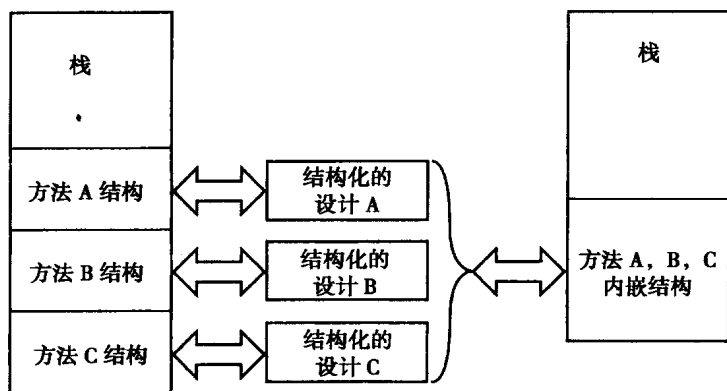 栈
方法 A 结构
方法 B 结构
方法 C 结构
结构化的
设计 A
结构化的
设计 B
结构化的
设计 C
栈
方法 A，B，C
内嵌结构